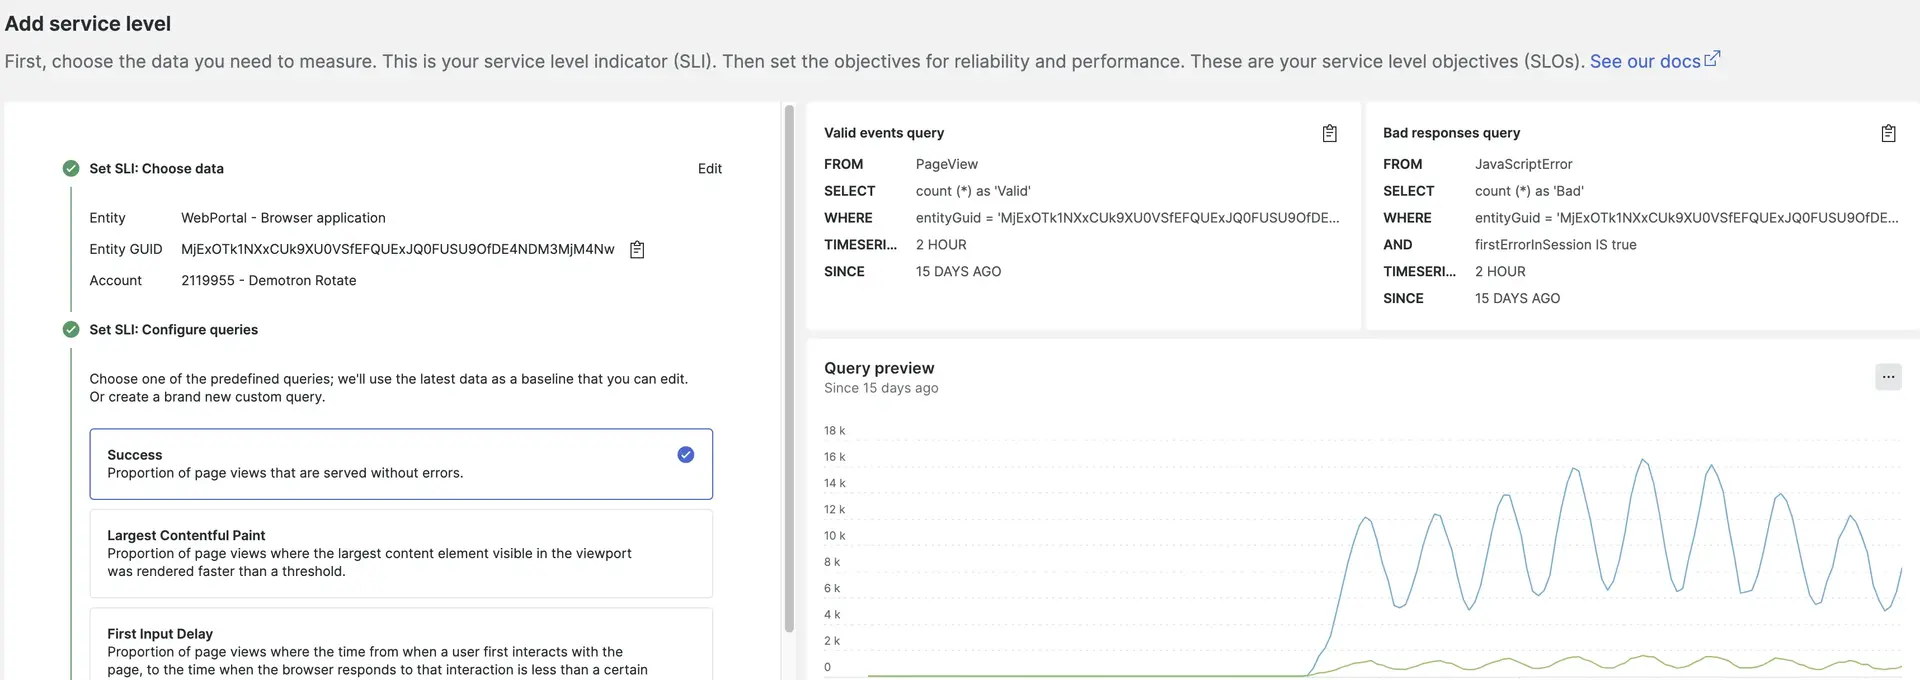 Add service level
First, choose the data you need to measure. This is your service level indicator (SLI). Then set the objectives for reliability and performance. These are your service level objectives (SLOs). See our docs
Set SLI: Choose data
Edit
Entity WebPortal - Browser application
Entity GUID MjExOTk1NXxCUk9XU0VSfEFQUExJQ0FUSU9OfDE4NDM3MjM4Nw
Account 2119955 - Demotron Rotate
Set SLI: Configure queries
Choose one of the predefined queries; we'll use the latest data as a baseline that you can edit.
Or create a brand new custom query.
Success
Proportion of page views that are served without errors.
Largest Contentful Paint
Proportion of page views where the largest content element visible in the viewport
was rendered faster than a threshold.
First Input Delay
Proportion of page views where the time from when a user first interacts with the
page, to the time when the browser responds to that interaction is less than a certain
Valid events query
FROM PageView
SELECT count (*) as 'Valid'
WHERE entityGuid = 'MjExOTk1NXxCUk9XU0VSfEFQUExJQ0FUSU9OfDE...
TIMESERI... 2 HOUR
SINCE 15 DAYS AGO
Bad responses query
FROM JavaScriptError
SELECT count (*) as 'Bad'
WHERE entityGuid = 'MjExOTk1NXxCUk9XU0VSfEFQUExJQ0FUSU9OfDE...
AND firstErrorInSession IS true
TIMESERI... 2 HOUR
SINCE 15 DAYS AGO
Query preview
Since 15 days ago
...
18 k
16 k
14 k
12 k
10 k
8 k
6 k
4 k
2 k
0